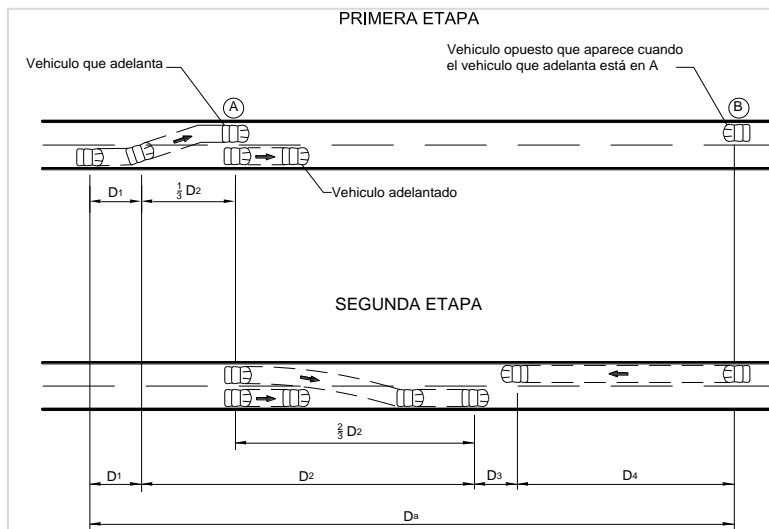 PRIMERA ETAPA
Vehiculo que adelanta
Vehiculo opuesto que aparece cuando
el vehiculo que adelanta está en A
A
B
Vehiculo adelantado
D1
1/3 D2
SEGUNDA ETAPA
2/3 D2
D1
D2
D3
D4
Da